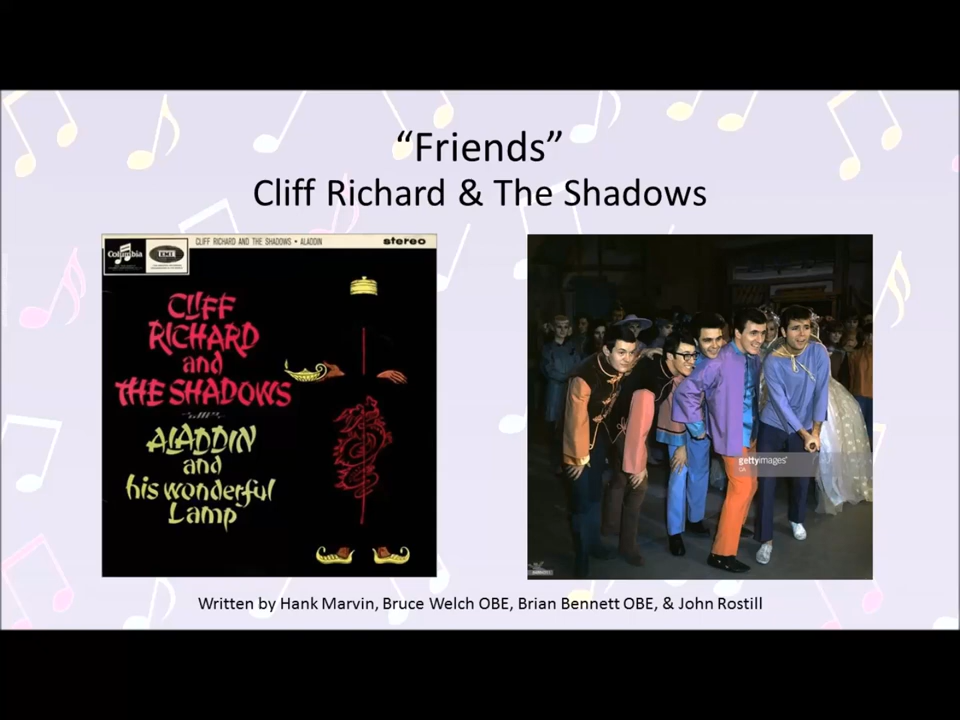 “Friends”
Cliff Richard & The Shadows
Columbia
EMI
CLIFF RICHARD AND THE SHADOWS • ALADDIN
stereo
CLIFF
RICHARD
and
THE SHADOWS
ALADDIN
and
his wonderful
Lamp
gettyimages
Written by Hank Marvin, Bruce Welch OBE, Brian Bennett OBE, & John Rostill